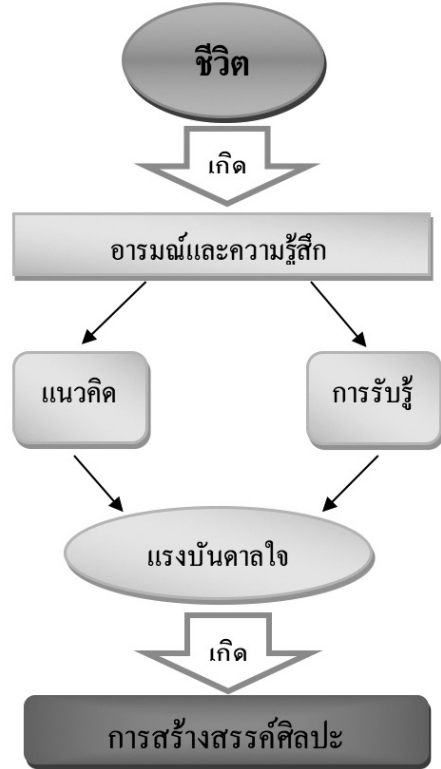 ชีวิต
เกิด
อารมณ์และความรู้สึก
แนวคิด
การรับรู้
แรงบันดาลใจ
เกิด
การสร้างสรรค์ศิลปะ